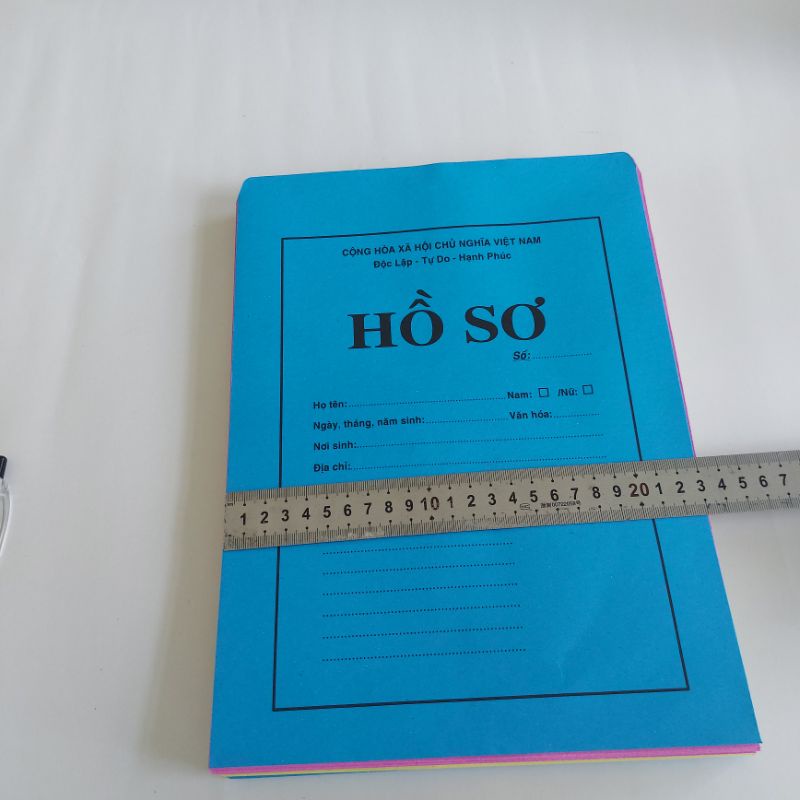 CỘNG HÒA XÃ HỘI CHỦ NGHĨA VIỆT NAM
Độc Lập - Tự Do - Hạnh Phúc
HỒ SƠ
Số:....................
Họ tên:.................................................... Nam: ☐ /Nữ: ☐
Ngày, tháng, năm sinh:........................... Văn hóa:...............
Nơi sinh:................................................................................
Địa chỉ:..................................................................................
1 2 3 4 5 6 7 8 9 10 1 2 3 4 5 6 7 8 9 20 1 2 3 4 5 6 7